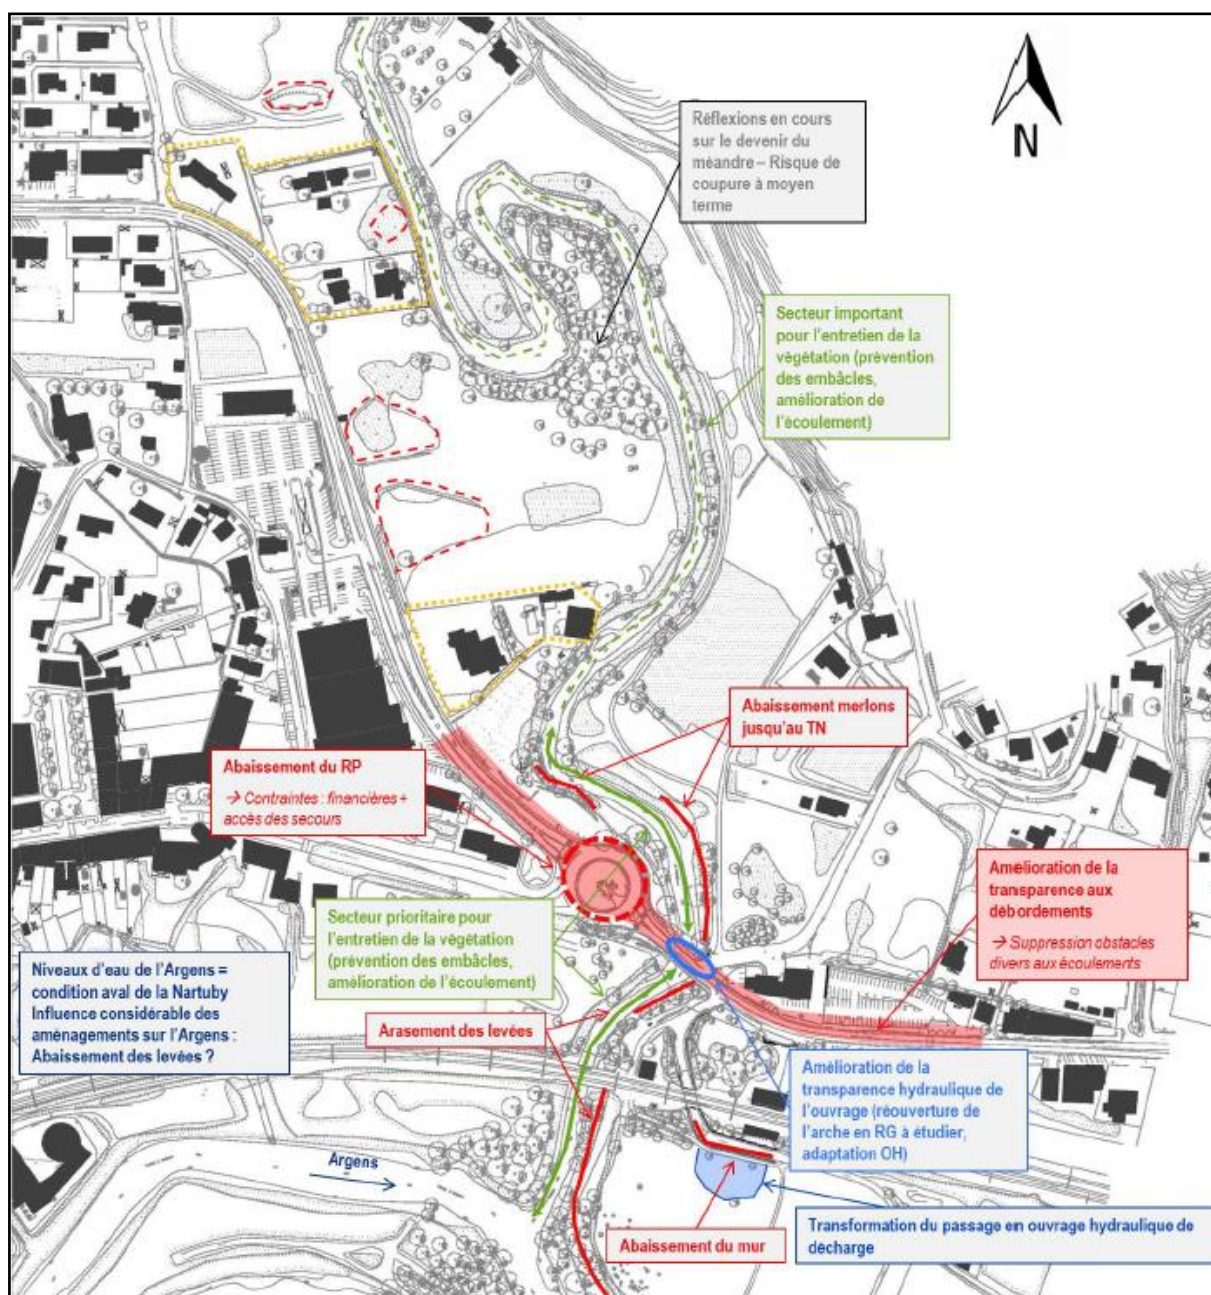 N
Réflexions en cours
sur le devenir du
méandre – Risque de
coupure à moyen
terme
Secteur important
pour l'entretien de la
végétation (prévention
des embâcles,
amélioration de
l'écoulement)
Abaissement merlons
jusqu'au TN
Abaissement du RP
→ Contraintes : financières +
accès des secours
Amélioration de la
transparence aux
débordements
→ Suppression obstacles
divers aux écoulements
Secteur prioritaire pour
l'entretien de la végétation
(prévention des embâcles,
amélioration de l'écoulement)
Niveaux d'eau de l'Argens =
condition aval de la Nartuby
Influence considérable des
aménagements sur l'Argens :
Abaissement des levées ?
Arasement des levées
Amélioration de la
transparence hydraulique de
l'ouvrage (réouverture de
l'arche en RG à étudier,
adaptation OH)
Argens
Abaissement du mur
Transformation du passage en ouvrage hydraulique de
décharge